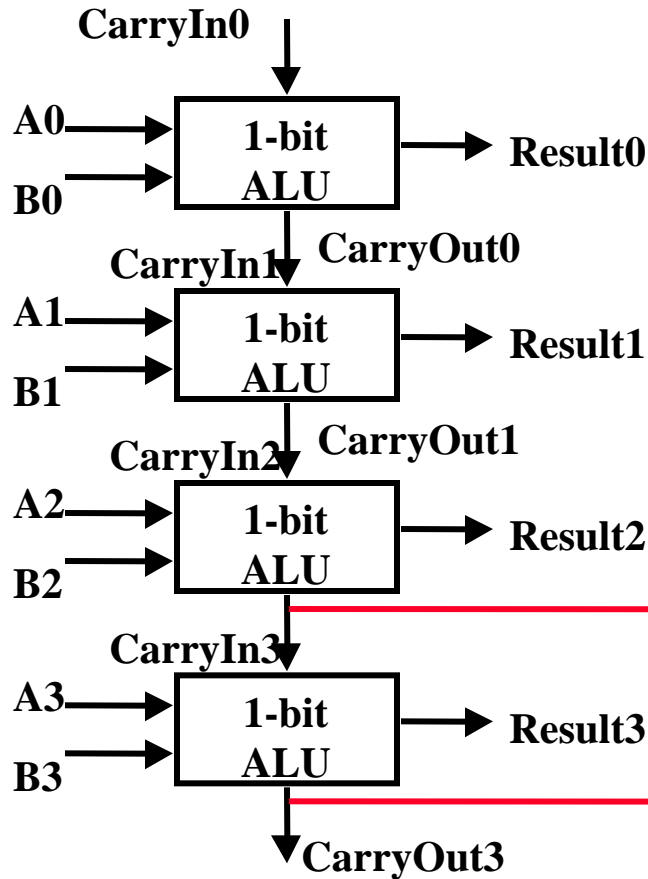 CarryIn0
A0
1-bit
ALU
B0
Result0
CarryOut0
CarryIn1
A1
1-bit
ALU
B1
Result1
CarryOut1
CarryIn2
A2
1-bit
ALU
B2
Result2
CarryIn3
A3
1-bit
ALU
B3
Result3
CarryOut3